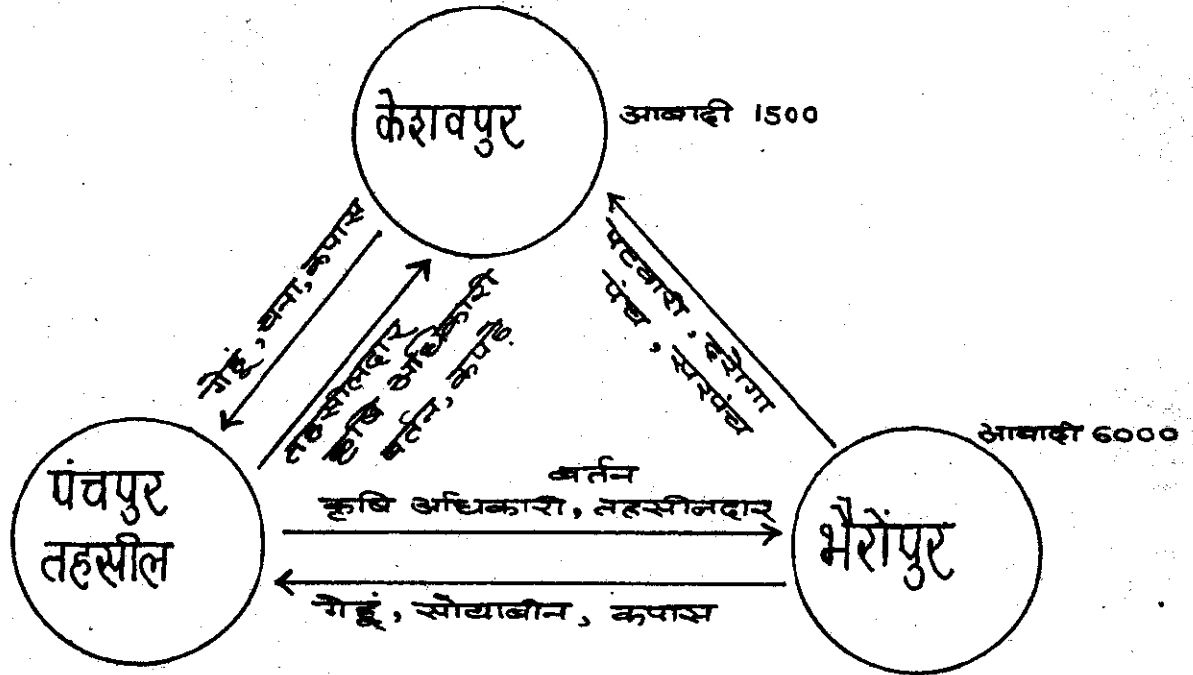 केशवपुर
आबादी 1500
गेहूं, चना, कपास
तहसीलदार
कृषि अधिकारी
बर्तन, कपड़े
पटवारी, दरोगा
पंच, सरपंच
आबादी 6000
पंचपुर
तहसील
बर्तन
कृषि अधिकारी, तहसीलदार
भैरोंपुर
गेहूं, सोयाबीन, कपास